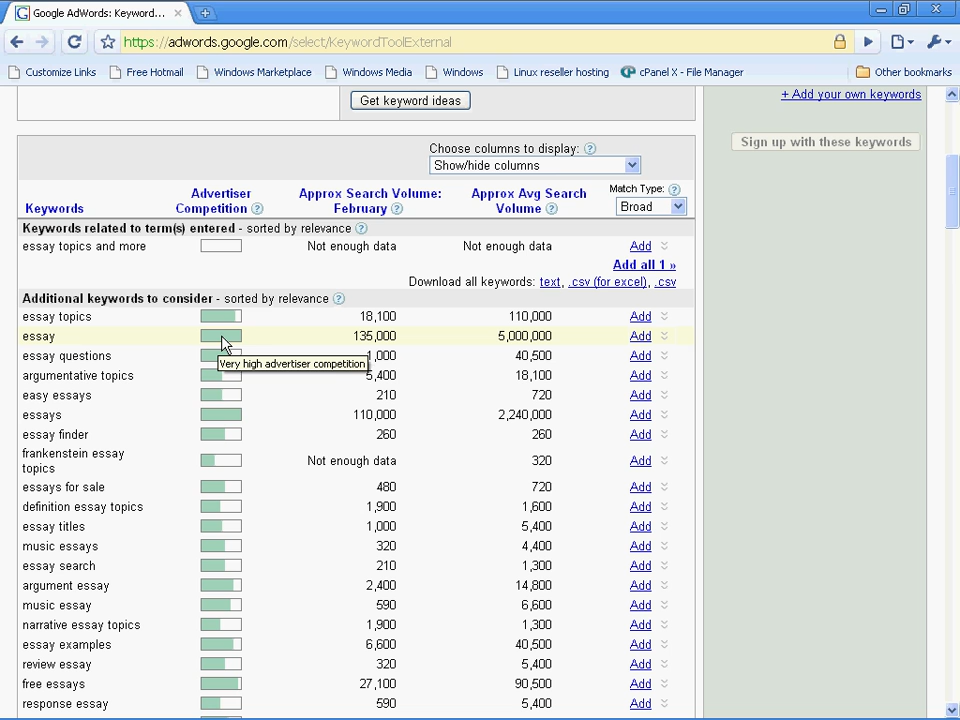 Google AdWords: Keyword...
https://adwords.google.com/select/KeywordToolExternal
Customize Links Free Hotmail Windows Marketplace Windows Media Windows Linux reseller hosting cPanel X - File Manager Other bookmarks
Get keyword ideas
+ Add your own keywords
Sign up with these keywords
Choose columns to display: ?
Show/hide columns
Keywords Advertiser Competition ? Approx Search Volume: February ? Approx Avg Search Volume ? Match Type: ? Broad
Keywords related to term(s) entered - sorted by relevance ?
essay topics and more Not enough data Not enough data Add
Add all 1 »
Download all keywords: text, .csv (for excel), .csv
Additional keywords to consider - sorted by relevance ?
essay topics 18,100 110,000 Add
essay 135,000 5,000,000 Add
essay questions 1,000 40,500 Add
Very high advertiser competition
argumentative topics 5,400 18,100 Add
easy essays 210 720 Add
essays 110,000 2,240,000 Add
essay finder 260 260 Add
frankenstein essay topics Not enough data 320 Add
essays for sale 480 720 Add
definition essay topics 1,900 1,600 Add
essay titles 1,000 5,400 Add
music essays 320 4,400 Add
essay search 210 1,300 Add
argument essay 2,400 14,800 Add
music essay 590 6,600 Add
narrative essay topics 1,900 1,300 Add
essay examples 6,600 40,500 Add
review essay 320 5,400 Add
free essays 27,100 90,500 Add
response essay 590 5,400 Add